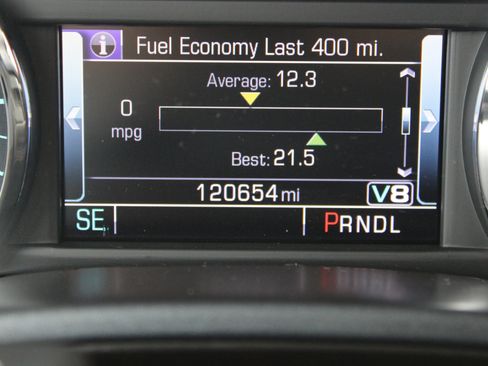 i Fuel Economy Last 400 mi.
Average: 12.3
0
mpg
Best: 21.5
120654 mi V8
SE PRNDL